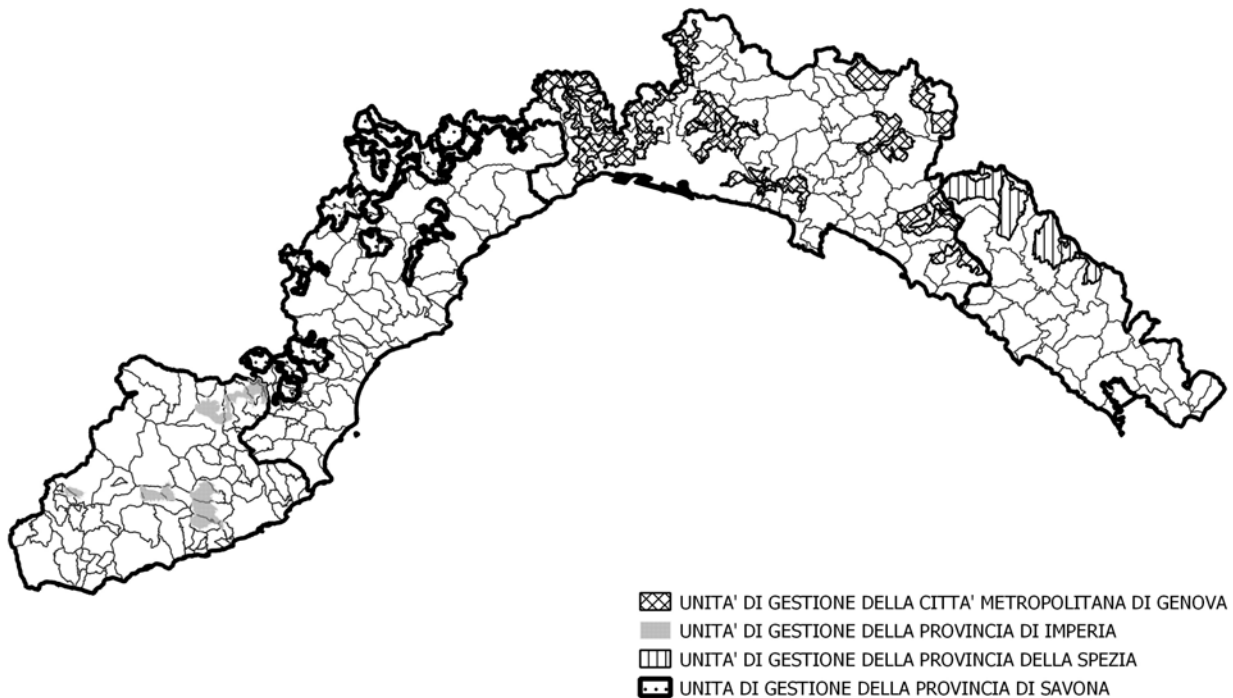 UNITA' DI GESTIONE DELLA CITTA' METROPOLITANA DI GENOVA
UNITA' DI GESTIONE DELLA PROVINCIA DI IMPERIA
UNITA' DI GESTIONE DELLA PROVINCIA DELLA SPEZIA
UNITA DI GESTIONE DELLA PROVINCIA DI SAVONA